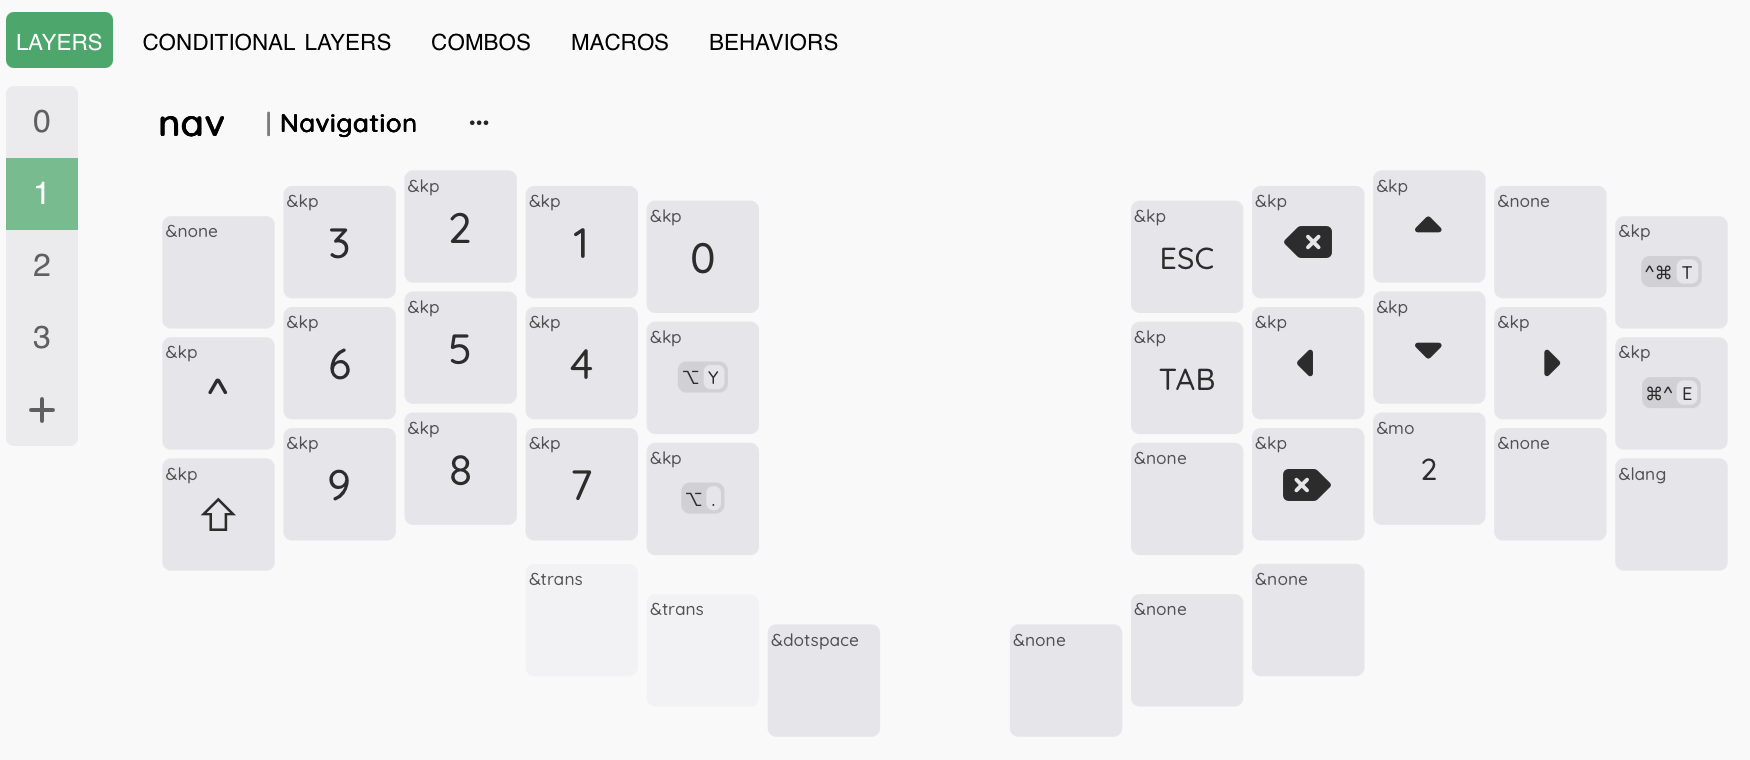 LAYERS CONDITIONAL LAYERS COMBOS MACROS BEHAVIORS
0
1
2
3
+
nav | Navigation ...
&none &kp 3 &kp 2 &kp 1 &kp 0 &kp ESC &kp &kp &none &kp ^⌘ T
&kp ^ &kp 6 &kp 5 &kp 4 &kp ⌥ Y &kp TAB &kp &kp &kp &kp ⌘^ E
&kp &kp 9 &kp 8 &kp 7 &kp ⌥ . &none &kp &mo 2 &none &lang
&trans &trans &dotspace &none &none &none